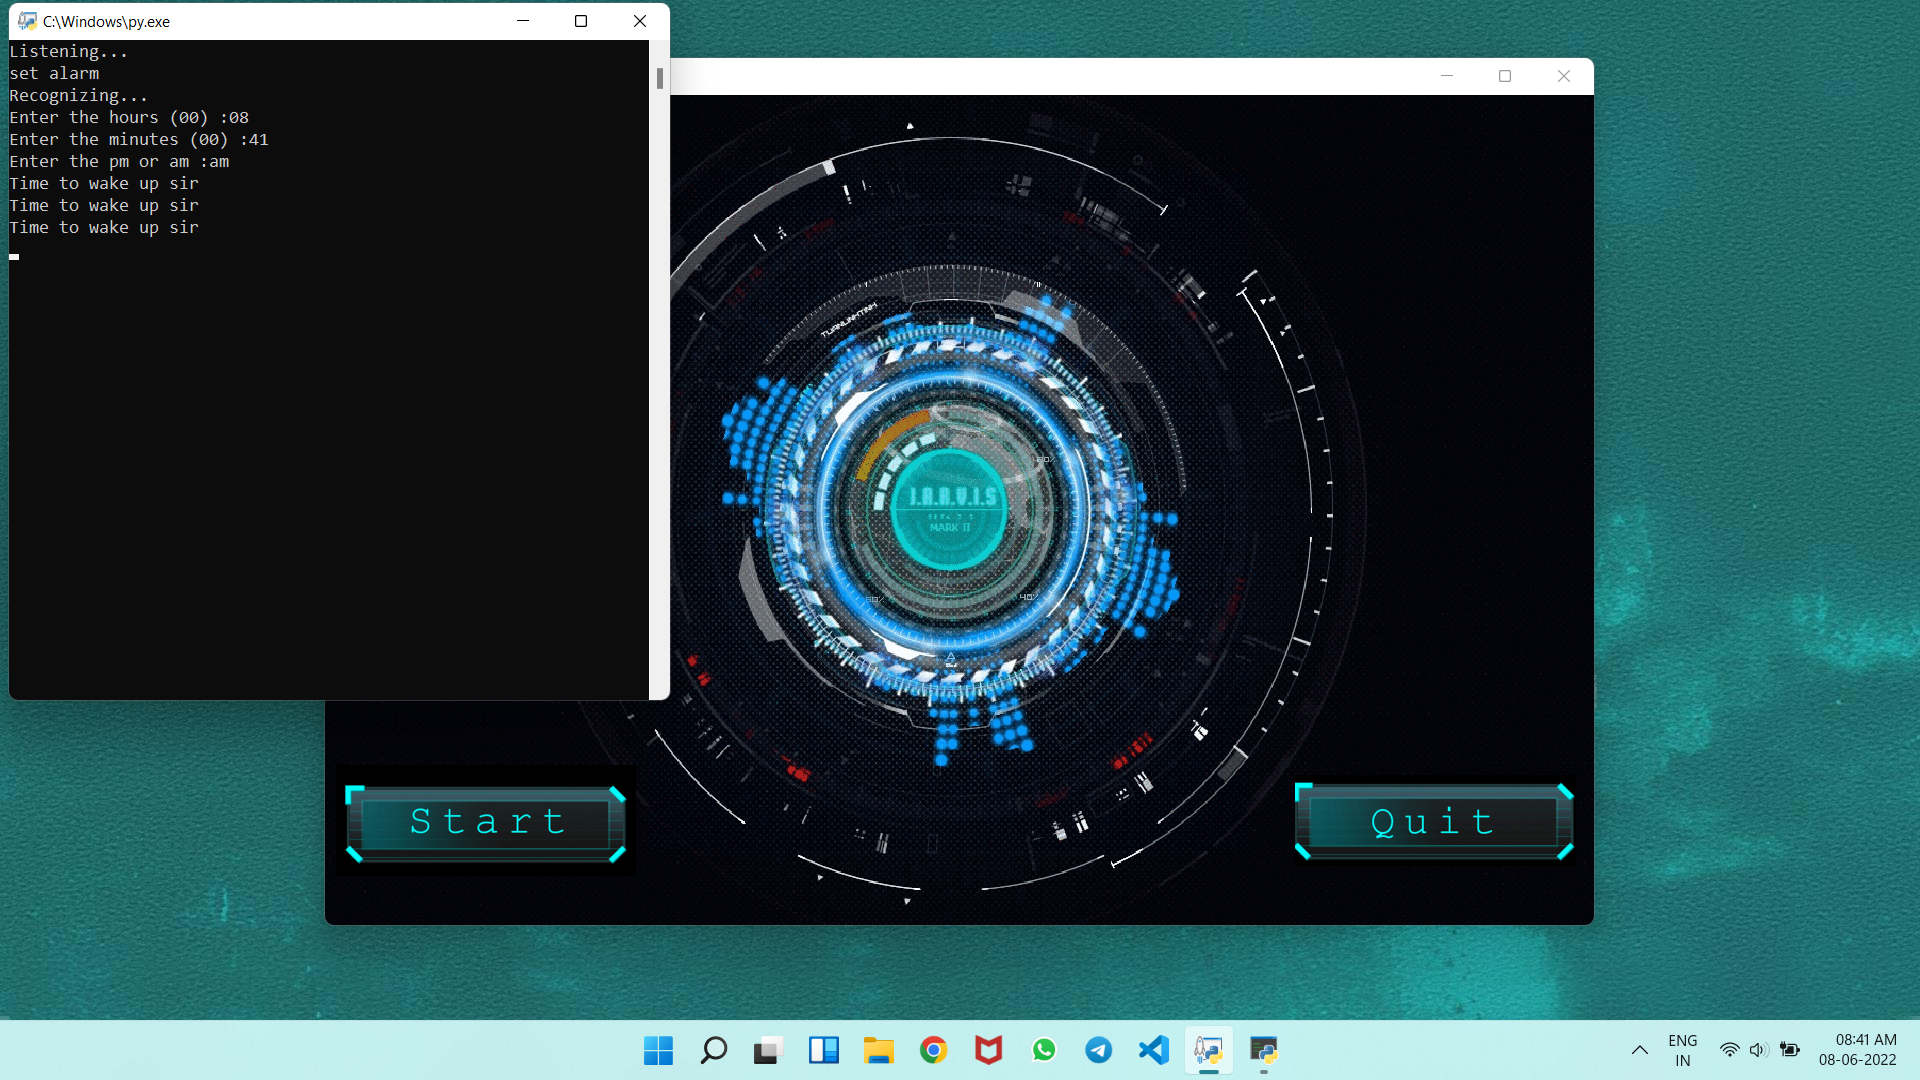 C:\Windows\py.exe
Listening...
set alarm
Recognizing...
Enter the hours (00) :08
Enter the minutes (00) :41
Enter the pm or am :am
Time to wake up sir
Time to wake up sir
Time to wake up sir
20%
J.A.R.V.I.S
MARK II
40%
Start
Quit
ENG
IN
08:41 AM
08-06-2022